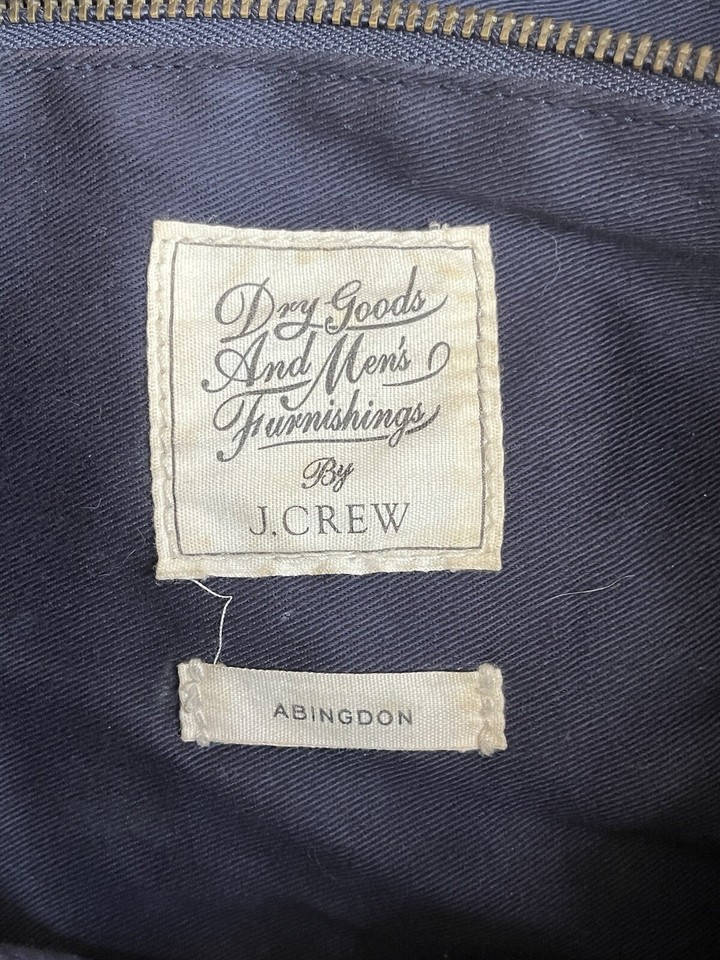 Dry Goods
And Men's
Furnishings
By
J.CREW
ABINGDON